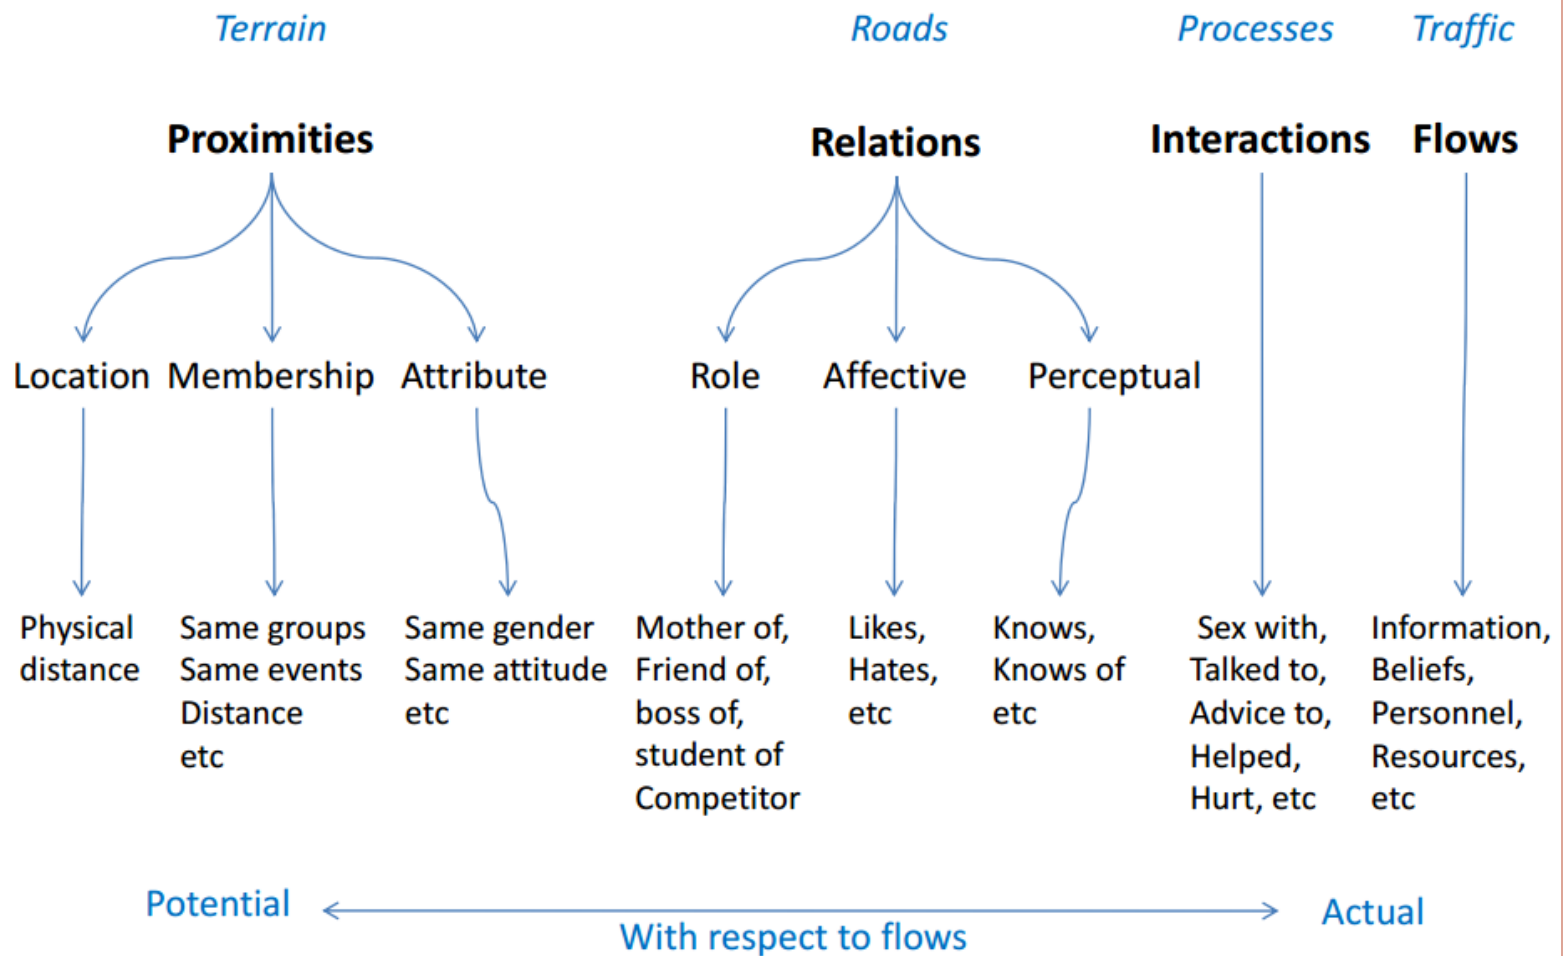 Terrain
Roads
Processes
Traffic
Proximities
Relations
Interactions
Flows
Location
Membership
Attribute
Role
Affective
Perceptual
Physical
distance
Same groups
Same events
Distance
etc
Same gender
Same attitude
etc
Mother of,
Friend of,
boss of,
student of
Competitor
Likes,
Hates,
etc
Knows,
Knows of
etc
Sex with,
Talked to,
Advice to,
Helped,
Hurt, etc
Information,
Beliefs,
Personnel,
Resources,
etc
Potential
Actual
With respect to flows